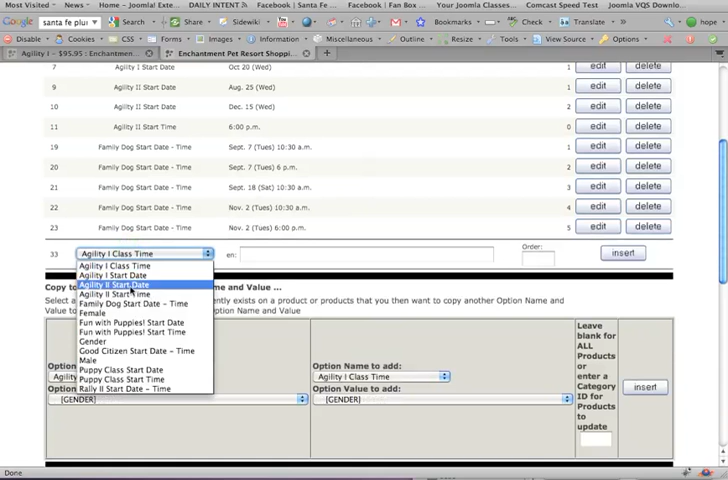 Most Visited News Home – Joomla! Exte... DAILY INTENT Facebook | Santa Fe ... Facebook | Fan Box ... Your Joomla Classes... Comcast Speed Test Joomla VQS Downlo...
santa fe plus Search Share Sidewiki Bookmarks Check Translate hope
Disable Cookies CSS Forms Images Information Miscellaneous Outline Resize Tools View Source Options
Agility I – $95.95 : Enchantmen... Enchantment Pet Resort Shoppi...
7 Agility I Start Date Oct 20 (Wed) 1 edit delete
9 Agility II Start Date Aug. 25 (Wed) 1 edit delete
10 Agility II Start Date Dec. 15 (Wed) 2 edit delete
11 Agility II Start Time 6:00 p.m. 0 edit delete
19 Family Dog Start Date - Time Sept. 7 (Tues) 10:30 a.m. 1 edit delete
20 Family Dog Start Date - Time Sept. 7 (Tues) 6 p.m. 2 edit delete
21 Family Dog Start Date - Time Sept. 18 (Sat) 10:30 a.m. 3 edit delete
22 Family Dog Start Date - Time Nov. 2 (Tues) 10:30 a.m. 4 edit delete
23 Family Dog Start Date - Time Nov. 2 (Tues) 6:00 p.m. 5 edit delete
Order:
33 Agility I Class Time en: insert
Agility I Class Time
Agility I Start Date
Agility II Start Date
Agility II Start Time
Family Dog Start Date - Time
Female
Fun with Puppies! Start Date
Fun with Puppies! Start Time
Gender
Good Citizen Start Date - Time
Male
Puppy Class Start Date
Puppy Class Start Time
Rally II Start Date - Time
Copy to me and Value ...
Select a ently exists on a product or products that you then want to copy another Option Name and
Value to tion Name and Value
Option Option Name to add:
Agility Agility I Class Time
Option Option Value to add:
[GENDER] [GENDER]
Leave
blank for
ALL
Products
or
enter a
Category
ID for
Products
to
update
insert
Done